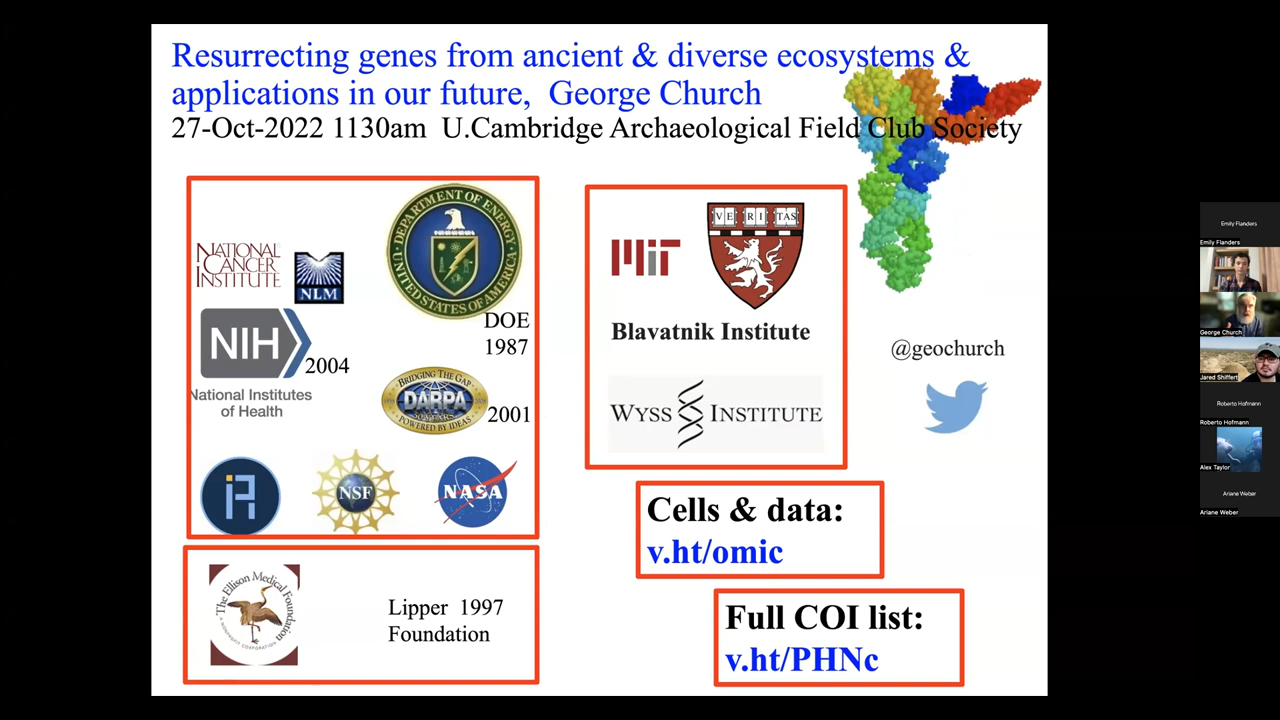 Resurrecting genes from ancient & diverse ecosystems &
applications in our future, George Church
27-Oct-2022 1130am U.Cambridge Archaeological Field Club Society
NATIONAL
CANCER
INSTITUTE
NLM
DEPARTMENT OF ENERGY
UNITED STATES OF AMERICA
DOE
1987
NIH
2004
National Institutes
of Health
BRIDGING THE GAP
DARPA
POWERED BY IDEAS
2001
NSF
NASA
The Ellison Medical Foundation
A NONPROFIT CORPORATION
Lipper 1997
Foundation
MIT
VE RI TAS
Blavatnik Institute
WYSS INSTITUTE
@geochurch
Cells & data:
v.ht/omic
Full COI list:
v.ht/PHNc
Emily Flanders
Emily Flanders
George Church
Jared Shiffert
Roberto Hofmann
Roberto Hofmann
Alex Taylor
Ariane Weber
Ariane Weber